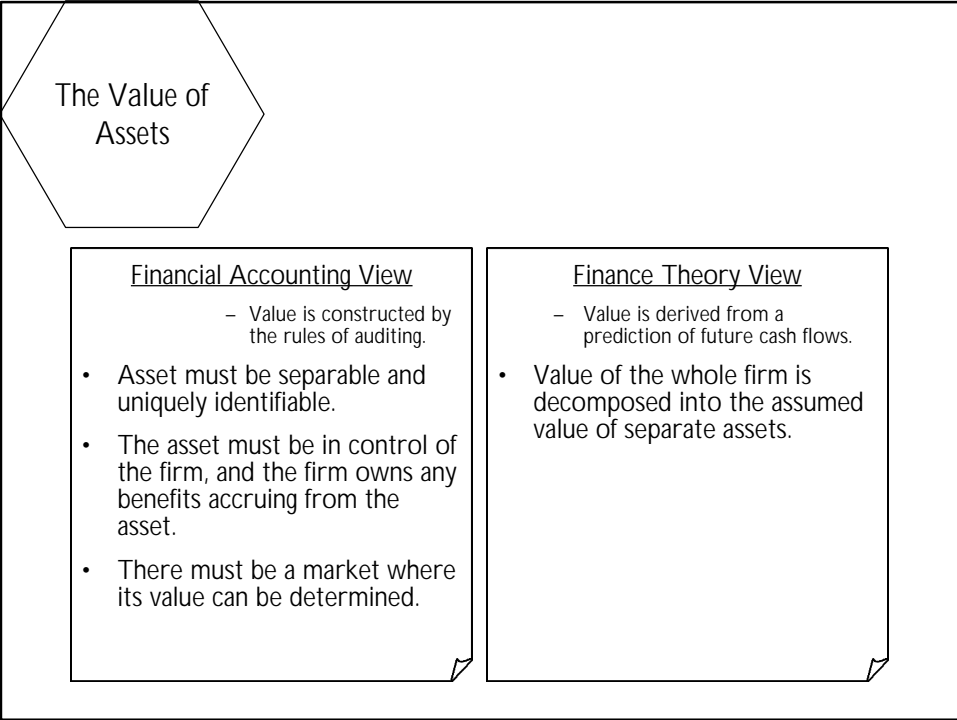 The Value of
Assets
Financial Accounting View
– Value is constructed by
the rules of auditing.
• Asset must be separable and
uniquely identifiable.
• The asset must be in control of
the firm, and the firm owns any
benefits accruing from the
asset.
• There must be a market where
its value can be determined.
Finance Theory View
– Value is derived from a
prediction of future cash flows.
• Value of the whole firm is
decomposed into the assumed
value of separate assets.